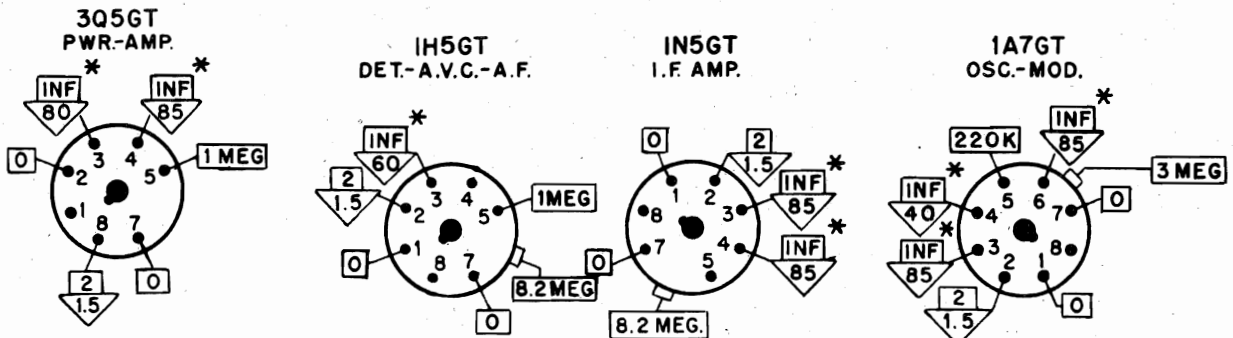 3Q5GT
PWR.-AMP.
INF *
80
INF *
85
0
1 MEG
3
4
2
5
1
8
7
2
1.5
0
1H5GT
DET.-A.V.C.-A.F.
INF *
60
2
1.5
3
4
2
5
1MEG
1
0
8
7
8.2 MEG
0
1N5GT
I.F. AMP.
0
2
1.5
1
2
INF *
85
8
3
7
4
INF *
85
0
5
8.2 MEG.
1A7GT
OSC.-MOD.
220K
INF *
85
3 MEG
INF *
40
5
6
4
7
0
INF *
85
3
8
2
1
2
1.5
0